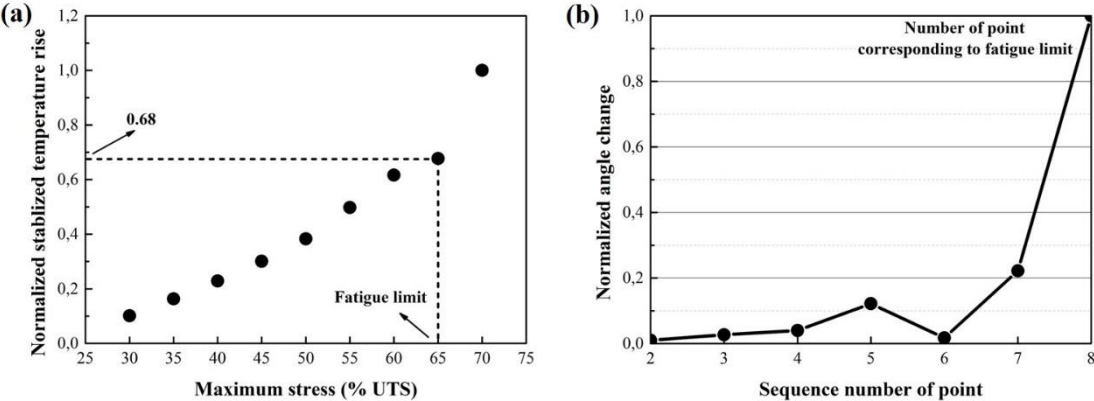 (a)
Normalized stablized temperature rise
1,2
1,0
0,8
0,6
0,4
0,2
0,0
0.68
Fatigue limit
25 30 35 40 45 50 55 60 65 70 75
Maximum stress (% UTS)
(b)
Normalized angle change
1,0
0,8
0,6
0,4
0,2
0,0
Number of point
corresponding to fatigue limit
2 3 4 5 6 7 8
Sequence number of point